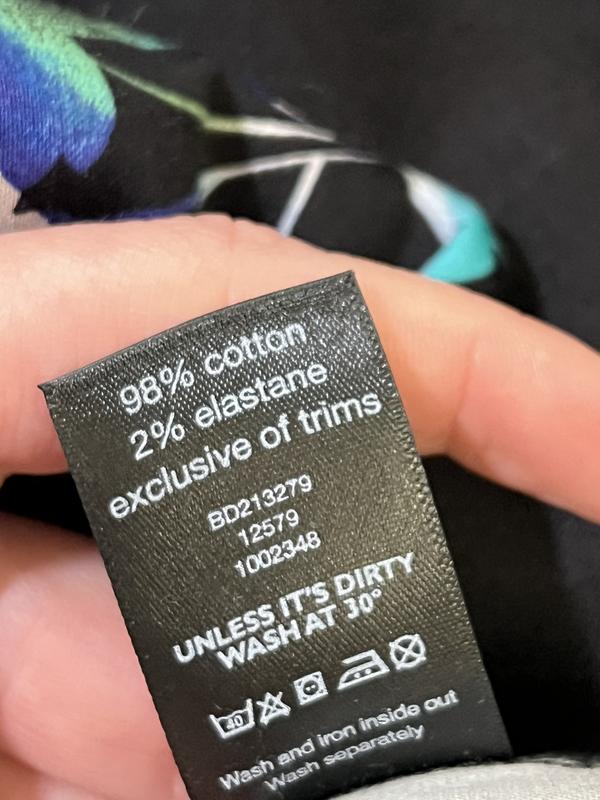 98% cotton
2% elastane
exclusive of trims
BD213279
12579
1002348
UNLESS IT'S DIRTY
WASH AT 30°
40
Wash and iron inside out
Wash separately